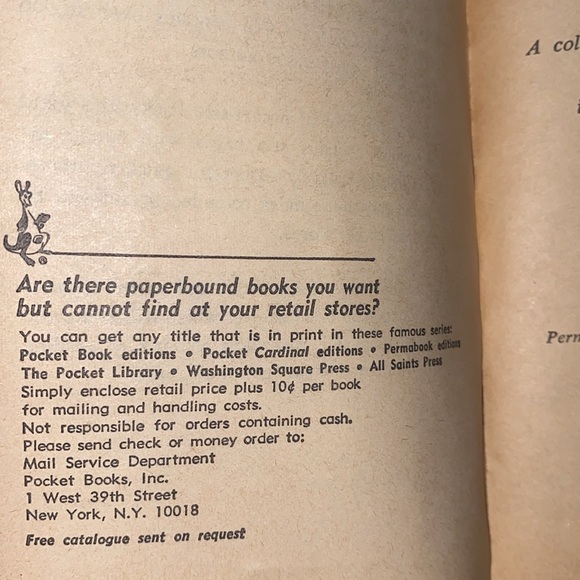 Are there paperbound books you want
but cannot find at your retail stores?
You can get any title that is in print in these famous series:
Pocket Book editions • Pocket Cardinal editions • Permabook editions
The Pocket Library • Washington Square Press • All Saints Press
Simply enclose retail price plus 10¢ per book
for mailing and handling costs.
Not responsible for orders containing cash.
Please send check or money order to:
Mail Service Department
Pocket Books, Inc.
1 West 39th Street
New York, N.Y. 10018
Free catalogue sent on request
A col
Perm